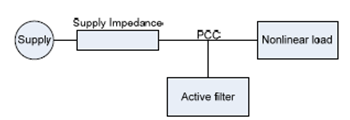 Supply Impedance
Supply
PCC
Nonlinear load
Active filter